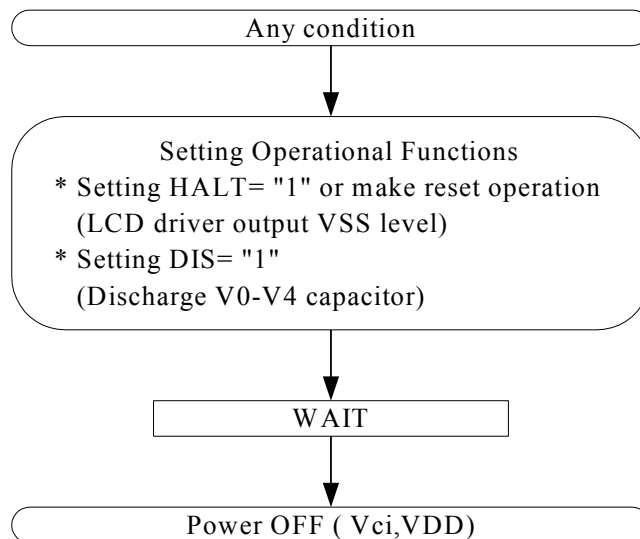 Any condition
Setting Operational Functions
* Setting HALT= "1" or make reset operation
(LCD driver output VSS level)
* Setting DIS= "1"
(Discharge V0-V4 capacitor)
WAIT
Power OFF ( Vci,VDD)